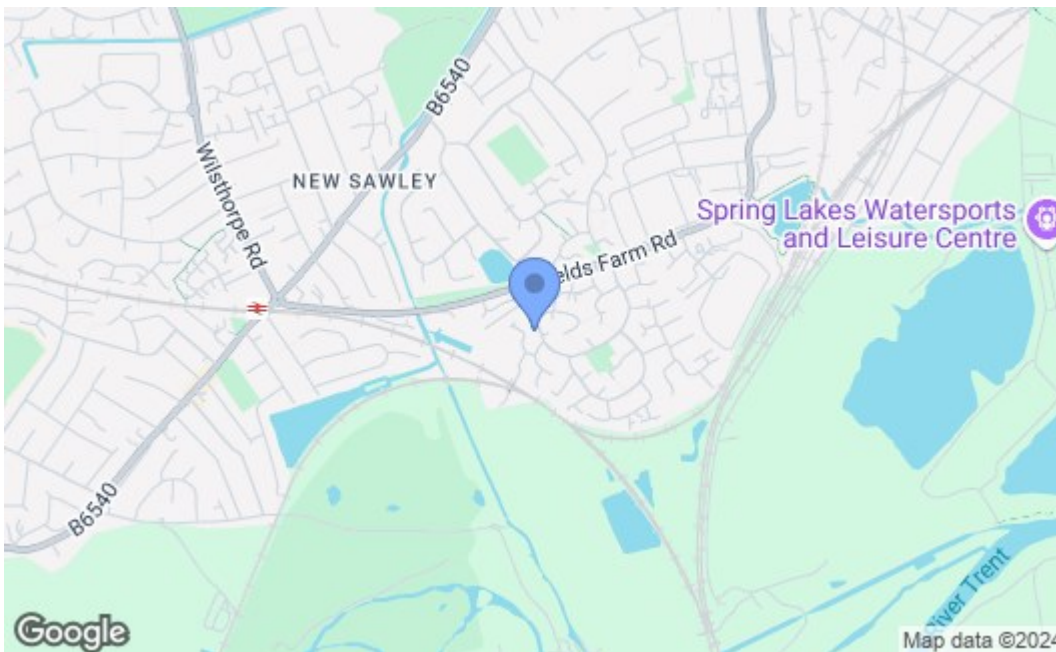 B6540
Wilsthorpe Rd
NEW SAWLEY
Spring Lakes Watersports
and Leisure Centre
elds Farm Rd
B6540
River Trent
Google
Map data ©2024